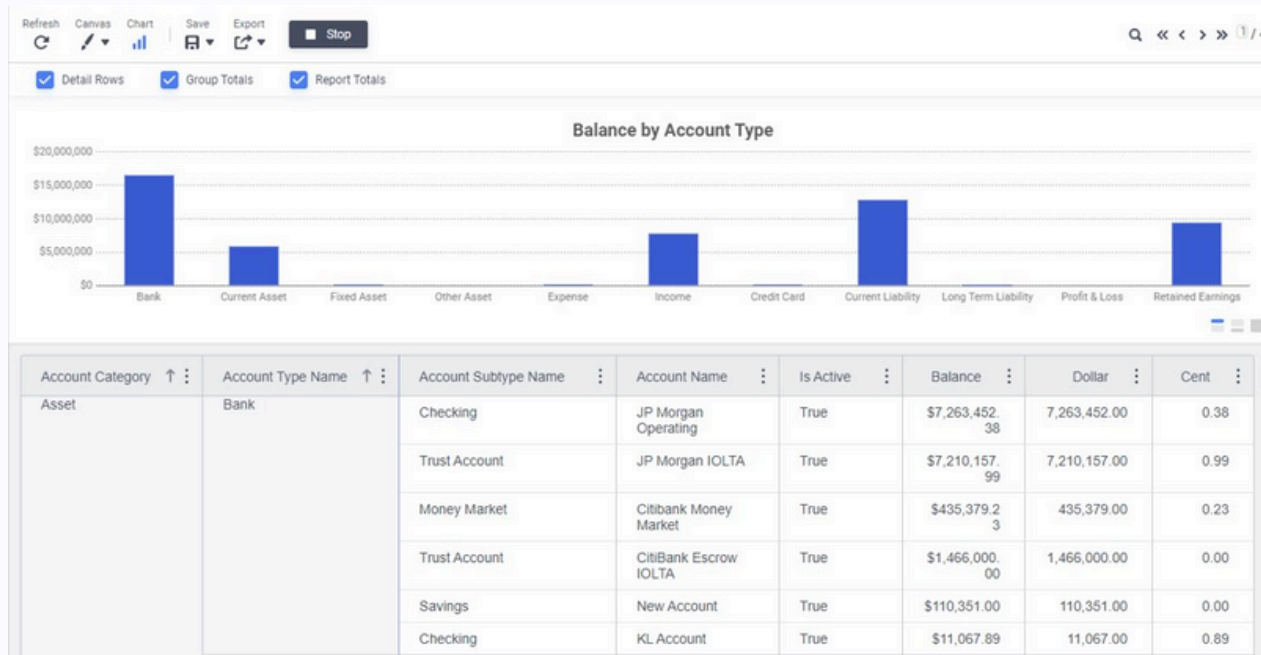 Refresh Canvas Chart Save Export
Stop
1/
Detail Rows Group Totals Report Totals
Balance by Account Type
$20,000,000
$15,000,000
$10,000,000
$5,000,000
$0
Bank Current Asset Fixed Asset Other Asset Expense Income Credit Card Current Liability Long Term Liability Profit & Loss Retained Earnings
Account Category Account Type Name Account Subtype Name Account Name Is Active Balance Dollar Cent
Asset Bank Checking JP Morgan True $7,263,452. 7,263,452.00 0.38
Operating 38
Trust Account JP Morgan IOLTA True $7,210,157. 7,210,157.00 0.99
99
Money Market Citibank Money True $435,379.2 435,379.00 0.23
Market 3
Trust Account CitiBank Escrow True $1,466,000. 1,466,000.00 0.00
IOLTA 00
Savings New Account True $110,351.00 110,351.00 0.00
Checking KL Account True $11,067.89 11,067.00 0.89